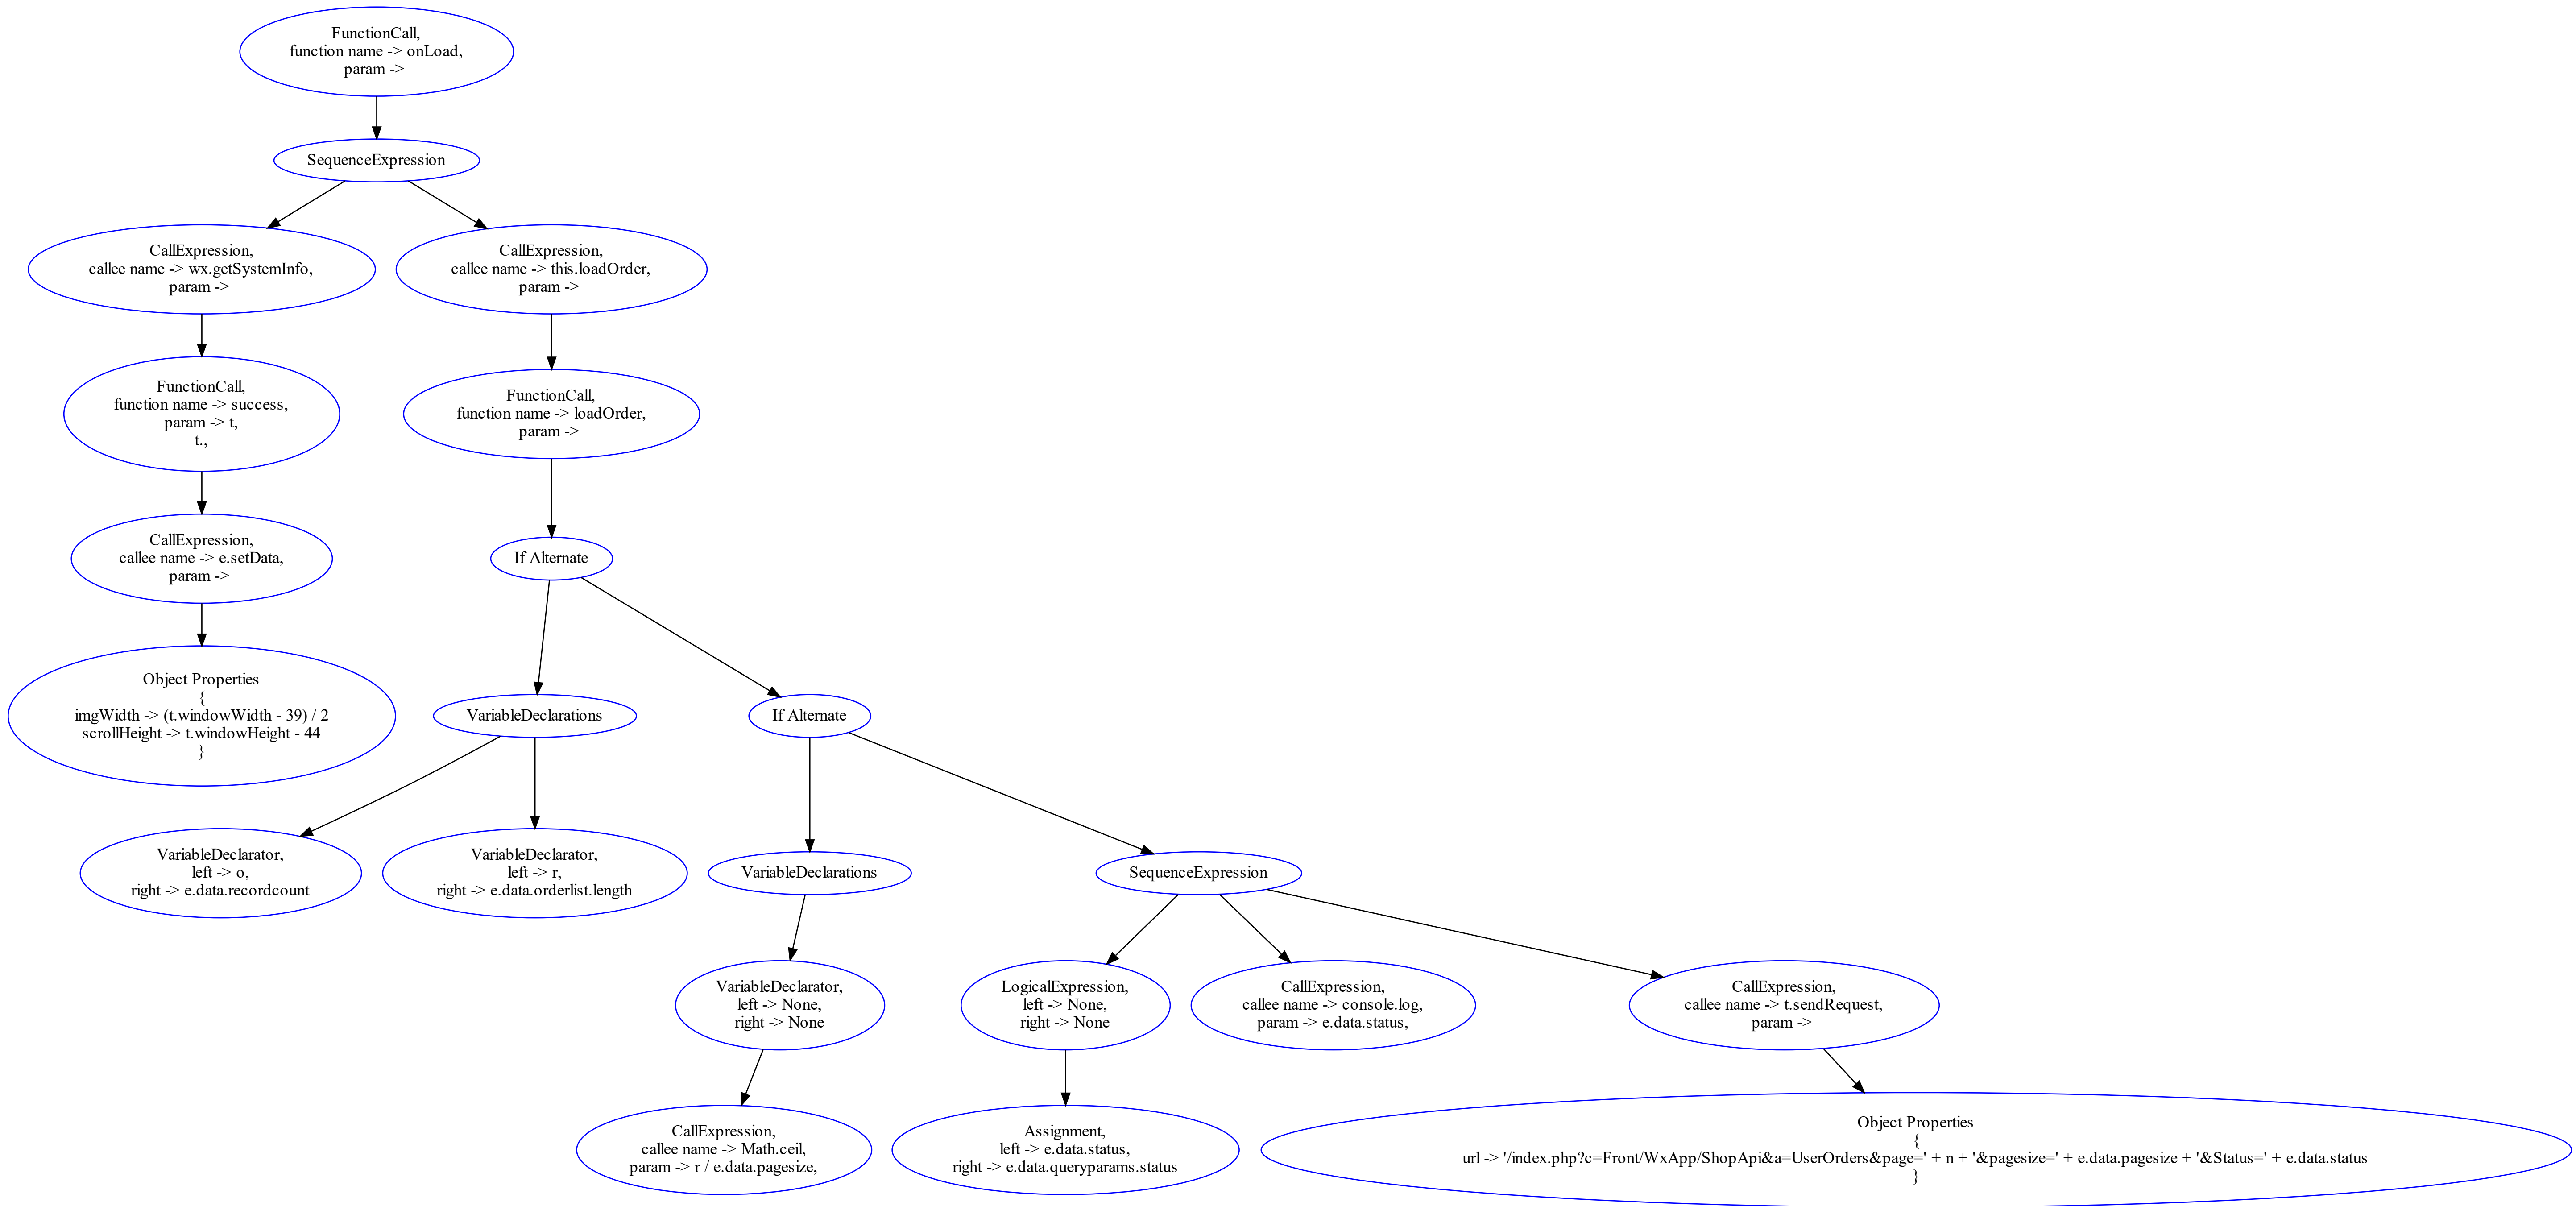 FunctionCall,
function name -> onLoad,
param ->
SequenceExpression
CallExpression,
callee name -> wx.getSystemInfo,
param ->
CallExpression,
callee name -> this.loadOrder,
param ->
FunctionCall,
function name -> success,
param -> t,
t.,
FunctionCall,
function name -> loadOrder,
param ->
CallExpression,
callee name -> e.setData,
param ->
If Alternate
Object Properties
{
imgWidth -> (t.windowWidth - 39) / 2
scrollHeight -> t.windowHeight - 44
}
VariableDeclarations
If Alternate
VariableDeclarator,
left -> o,
right -> e.data.recordcount
VariableDeclarator,
left -> r,
right -> e.data.orderlist.length
VariableDeclarations
SequenceExpression
VariableDeclarator,
left -> None,
right -> None
LogicalExpression,
left -> None,
right -> None
CallExpression,
callee name -> console.log,
param -> e.data.status,
CallExpression,
callee name -> t.sendRequest,
param ->
CallExpression,
callee name -> Math.ceil,
param -> r / e.data.pagesize,
Assignment,
left -> e.data.status,
right -> e.data.queryparams.status
Object Properties
{
url -> '/index.php?c=Front/WxApp/ShopApi&a=UserOrders&page=' + n + '&pagesize=' + e.data.pagesize + '&Status=' + e.data.status
}